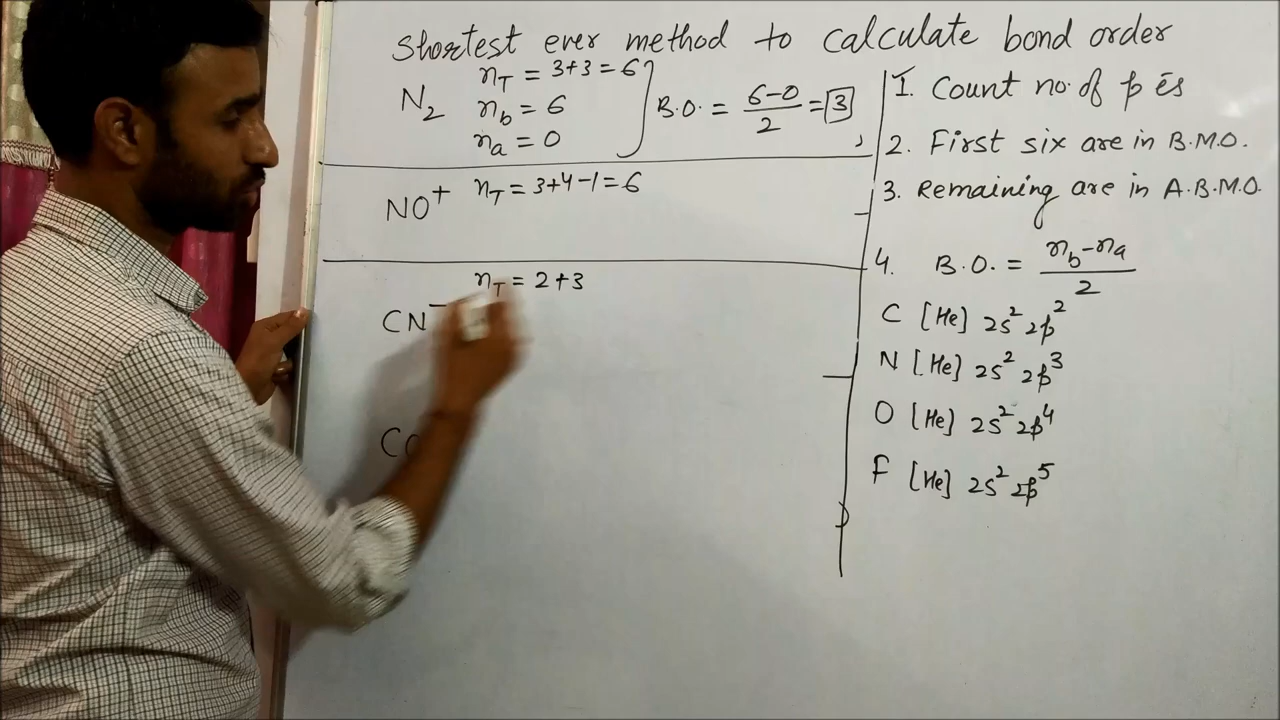 Shortest ever method to calculate bond order
N₂
n_T = 3+3 = 6
n_b = 6
n_a = 0
B.O. = 6-0/2 = 3
NO⁺ n_T = 3+4-1 = 6
n_T = 2+3
CN⁻
1. Count no. of p ēs
2. First six are in B.M.O.
3. Remaining are in A.B.M.O.
4. B.O. = n_b-n_a/2
C [He] 2s² 2p²
N [He] 2s² 2p³
O [He] 2s² 2p⁴
F [He] 2s² 2p⁵